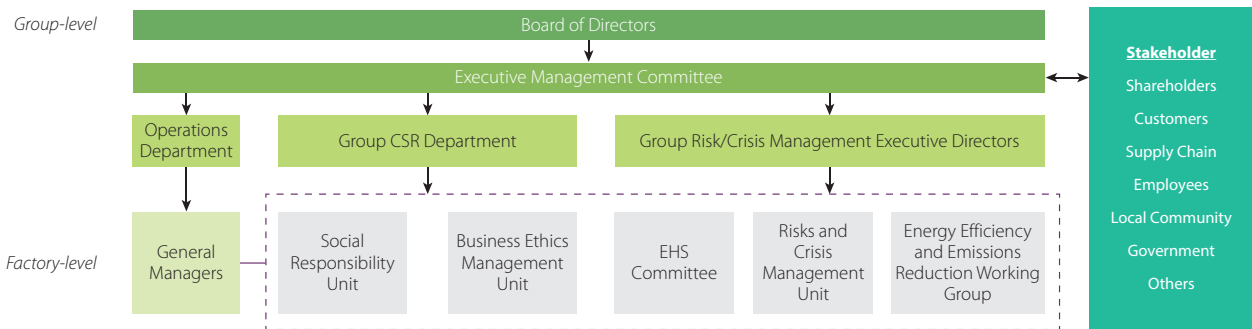 Group-level
Board of Directors
Executive Management Committee
Operations
Department
Group CSR Department
Group Risk/Crisis Management Executive Directors
Factory-level
General
Managers
Social
Responsibility
Unit
Business Ethics
Management Unit
EHS
Committee
Risks and
Crisis
Management
Unit
Energy Efficiency
and Emissions
Reduction Working
Group
Stakeholder
Shareholders
Customers
Supply Chain
Employees
Local Community
Government
Others